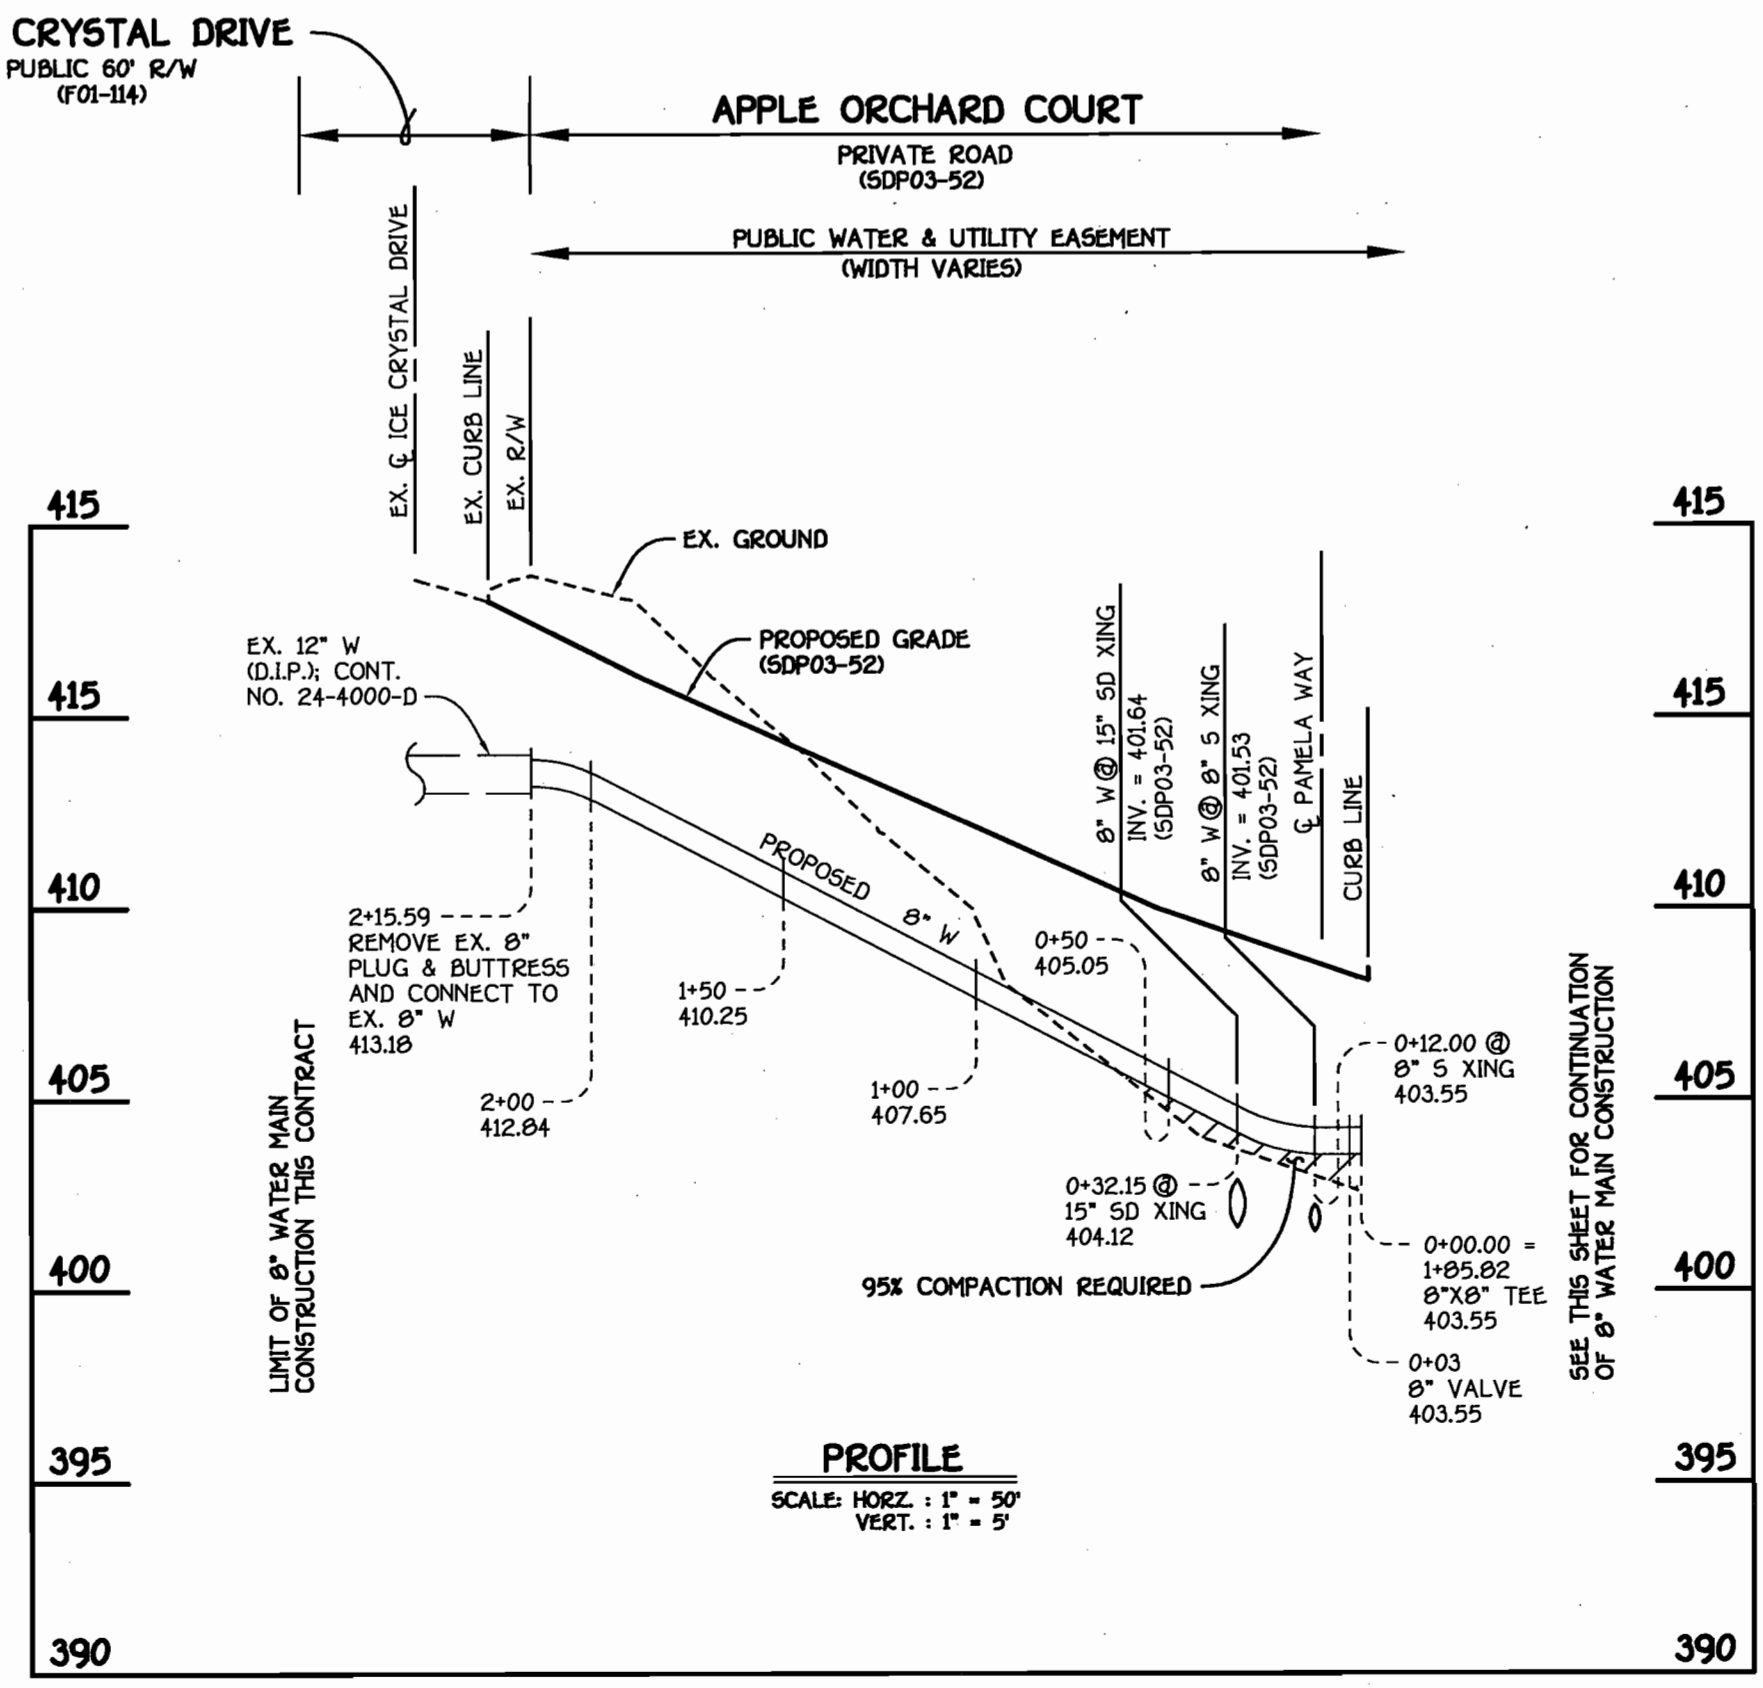 CRYSTAL DRIVE
PUBLIC 60' R/W
(F01-114)
APPLE ORCHARD COURT
PRIVATE ROAD
(SDP03-52)
PUBLIC WATER & UTILITY EASEMENT
(WIDTH VARIES)
EX. ℄ ICE CRYSTAL DRIVE
EX. CURB LINE
EX. R/W
415
415
EX. GROUND
PROPOSED GRADE
(SDP03-52)
EX. 12" W
(D.I.P.); CONT.
NO. 24-4000-D
415
415
8" W @ 15" SD XING
INV. = 401.64
(SDP03-52)
8" W @ 8" S XING
INV. = 401.53
(SDP03-52)
℄ PAMELA WAY
CURB LINE
PROPOSED 8" W
410
410
2+15.59
REMOVE EX. 8"
PLUG & BUTTRESS
AND CONNECT TO
EX. 8" W
413.18
2+00
412.84
1+50
410.25
1+00
407.65
0+50
405.05
0+12.00 @
8" S XING
403.55
405
405
LIMIT OF 8" WATER MAIN
CONSTRUCTION THIS CONTRACT
SEE THIS SHEET FOR CONTINUATION
OF 8" WATER MAIN CONSTRUCTION
0+32.15 @
15" SD XING
404.12
95% COMPACTION REQUIRED
0+00.00 =
1+85.82
8"X8" TEE
403.55
0+03
8" VALVE
403.55
400
400
395
395
PROFILE
SCALE: HORZ. : 1" = 50'
VERT. : 1" = 5'
390
390